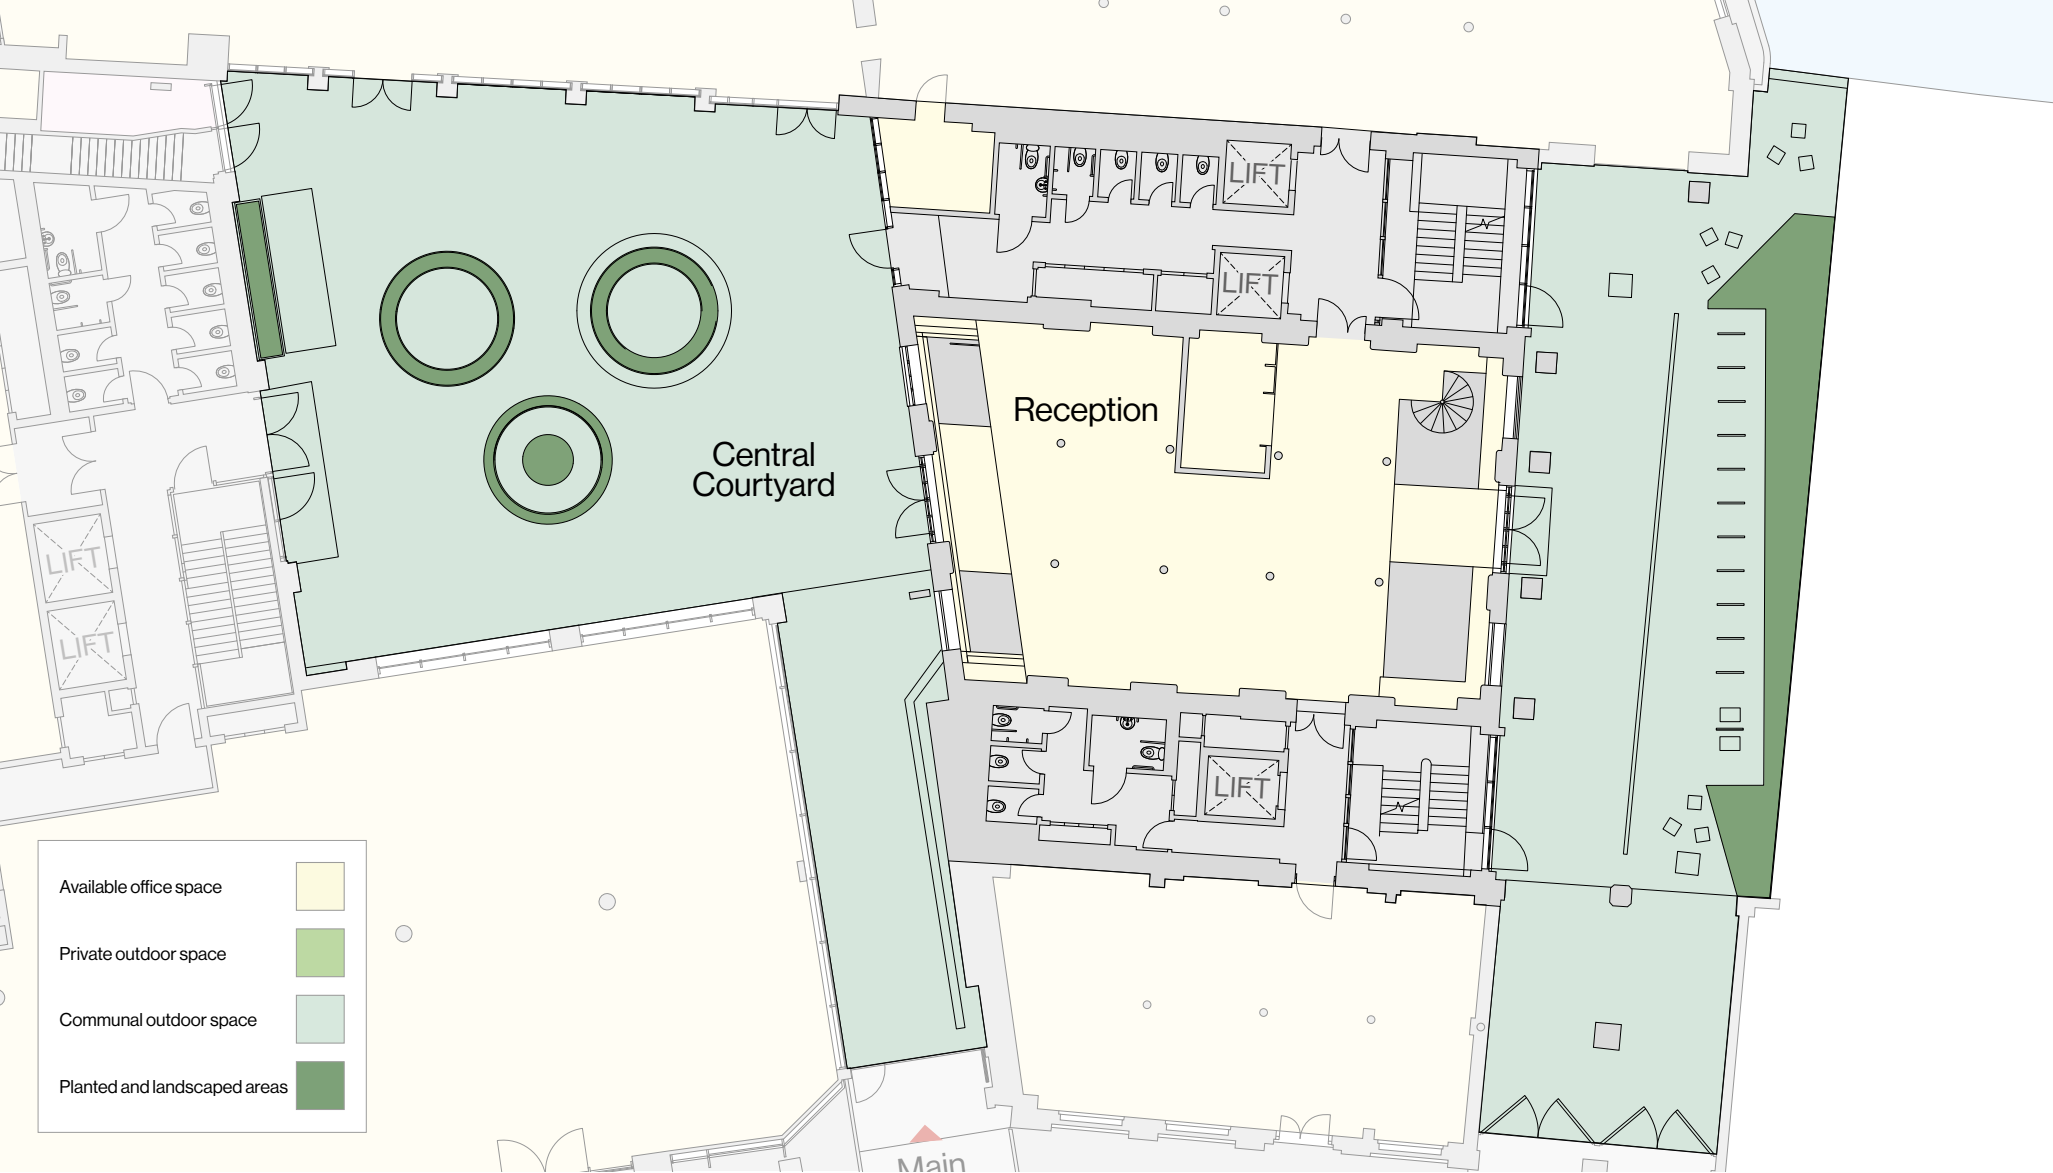 LIFT
LIFT
Reception
Central
Courtyard
LIFT
LIFT
LIFT
Available office space
Private outdoor space
Communal outdoor space
Planted and landscaped areas
Main